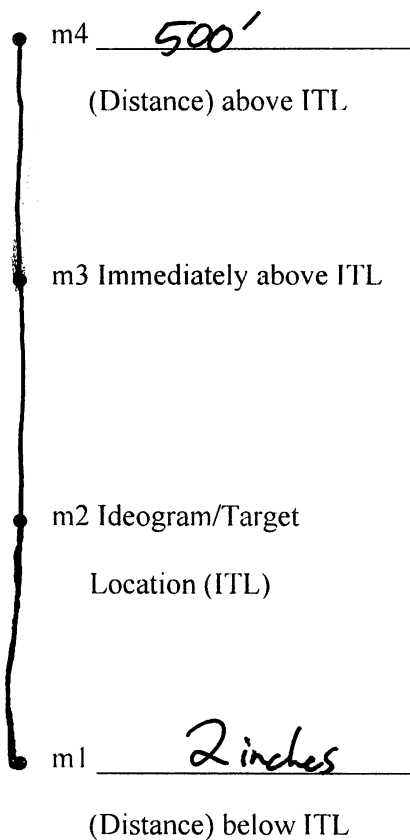 m4 500'
(Distance) above ITL
m3 Immediately above ITL
m2 Ideogram/Target
Location (ITL)
m1 2 inches
(Distance) below ITL